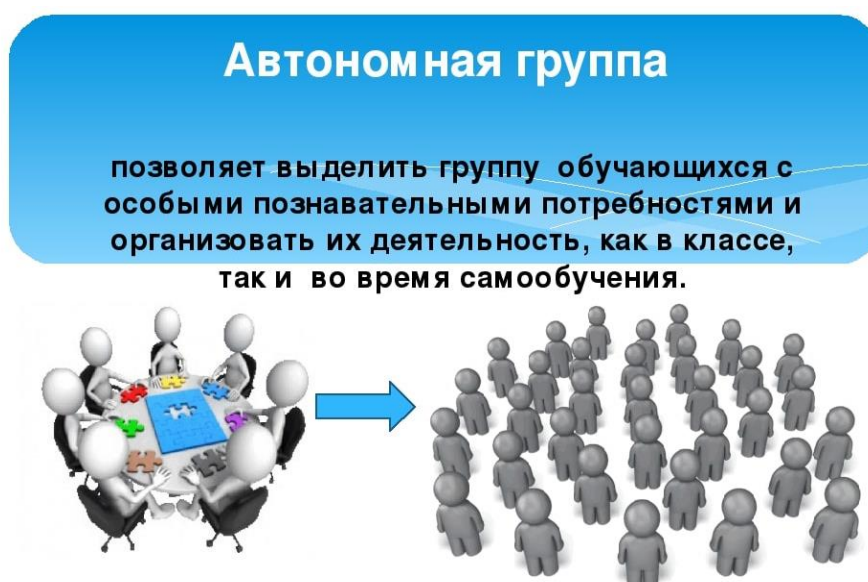 Автономная группа
позволяет выделить группу обучающихся с
особыми познавательными потребностями и
организовать их деятельность, как в классе,
так и во время самообучения.